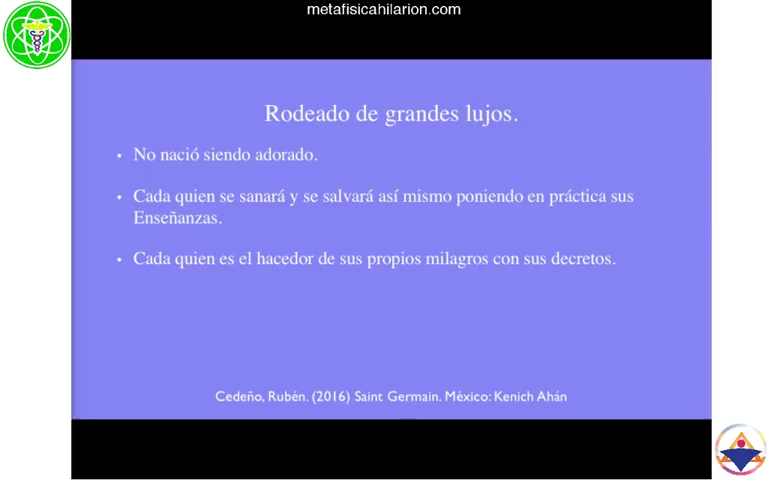 metafisicahilarion.com
Rodeado de grandes lujos.
• No nació siendo adorado.
• Cada quien se sanará y se salvará así mismo poniendo en práctica sus
Enseñanzas.
• Cada quien es el hacedor de sus propios milagros con sus decretos.
Cedeño, Rubén. (2016) Saint Germain. México: Kenich Ahán